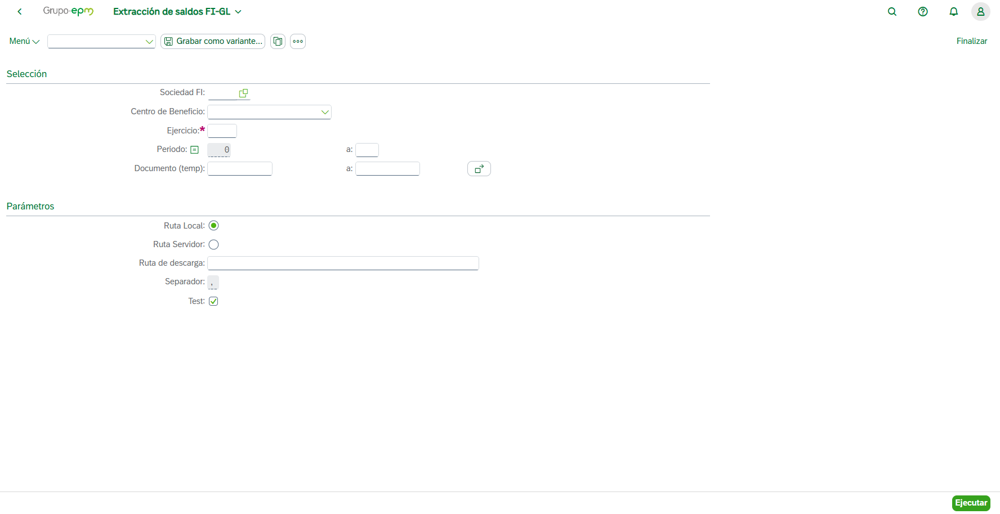 Grupo·epm
Extracción de saldos FI-GL
Menú
Grabar como variante...
Finalizar
Selección
Sociedad FI:
Centro de Beneficio:
Ejercicio:*
Periodo: 0 a:
Documento (temp): a:
Parámetros
Ruta Local:
Ruta Servidor:
Ruta de descarga:
Separador: ,
Test:
Ejecutar